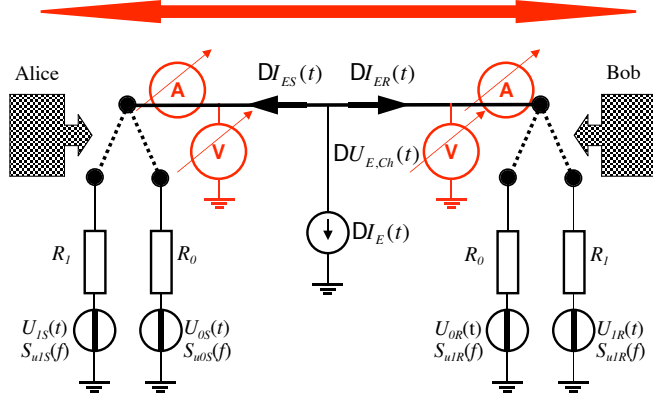 Alice
Bob
DI_ES(t) DI_ER(t)
A
A
V
V
DU_E,Ch(t)
DI_E(t)
R_1
R_0
R_0
R_1
U_1S(t)
S_u1S(f)
U_0S(t)
S_u0S(f)
U_0R(t)
S_u1R(f)
U_1R(t)
S_u1R(f)